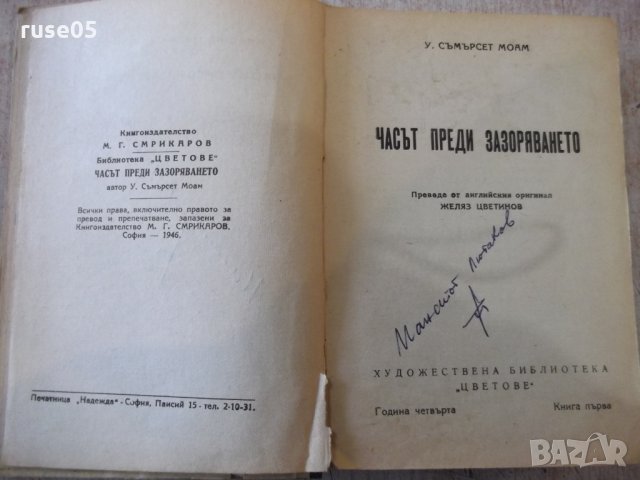 ruse05
Книгоиздателство
М. Г. СМРИКАРОВ
Библиотека „ЦВЕТОВЕ"
ЧАСЪТ ПРЕДИ ЗАЗОРЯВАНЕТО
автор У. Съмърсет Моам
Всички права, включително правото за
превод и препечатване, запазени за
Книгоиздателство М. Г. СМРИКАРОВ,
София — 1946.
Печатница „Надежда" - София, Паисий 15 - тел. 2-10-31.
У. СЪМЪРСЕТ МОАМ
ЧАСЪТ ПРЕДИ ЗАЗОРЯВАНЕТО
Преведе от английския оригинал
ЖЕЛЯЗ ЦВЕТИНОВ
ХУДОЖЕСТВЕНА БИБЛИОТЕКА
„ЦВЕТОВЕ"
Година четвърта Книга първа
BAZAR
bg